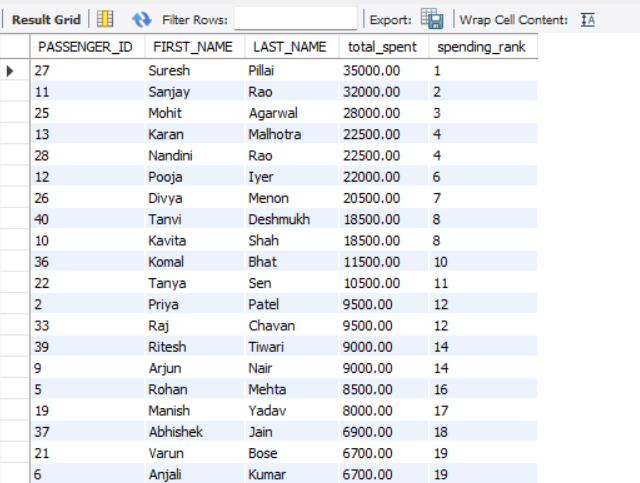 Result Grid Filter Rows: Export: Wrap Cell Content: IA
PASSENGER_ID FIRST_NAME LAST_NAME total_spent spending_rank
27 Suresh Pillai 35000.00 1
11 Sanjay Rao 32000.00 2
25 Mohit Agarwal 28000.00 3
13 Karan Malhotra 22500.00 4
28 Nandini Rao 22500.00 4
12 Pooja Iyer 22000.00 6
26 Divya Menon 20500.00 7
40 Tanvi Deshmukh 18500.00 8
10 Kavita Shah 18500.00 8
36 Komal Bhat 11500.00 10
22 Tanya Sen 10500.00 11
2 Priya Patel 9500.00 12
33 Raj Chavan 9500.00 12
39 Ritesh Tiwari 9000.00 14
9 Arjun Nair 9000.00 14
5 Rohan Mehta 8500.00 16
19 Manish Yadav 8000.00 17
37 Abhishek Jain 6900.00 18
21 Varun Bose 6700.00 19
6 Anjali Kumar 6700.00 19